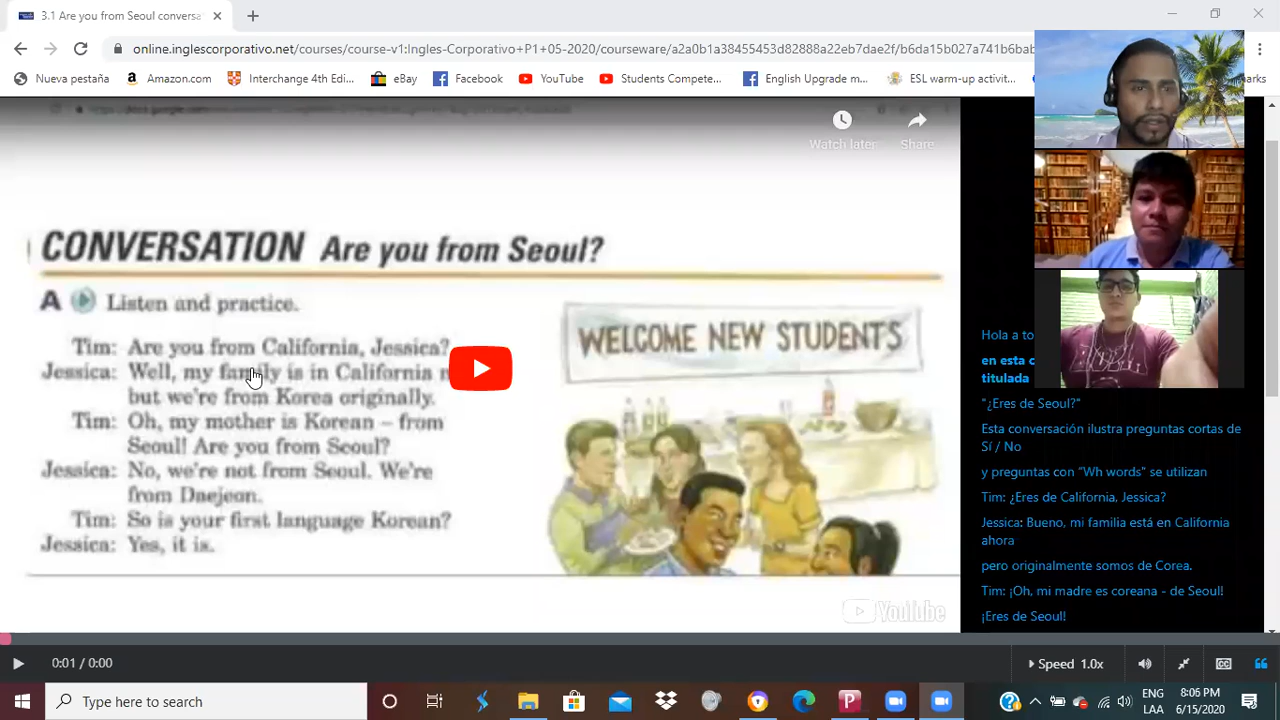 3.1 Are you from Seoul conversa
online.inglescorporativo.net/courses/course-v1:Ingles-Corporativo+P1+05-2020/courseware/a2a0b1a38455453d82888a22eb7dae2f/b6da15b027a741b6bab
Nueva pestaña Amazon.com Interchange 4th Edi... eBay Facebook YouTube Students Compete... English Upgrade m... ESL warm-up activit... marks
Watch later Share
CONVERSATION Are you from Seoul?
A Listen and practice.
Tim: Are you from California, Jessica?
Jessica: Well, my family is in California n
but we're from Korea originally.
Tim: Oh, my mother is Korean – from
Seoul! Are you from Seoul?
Jessica: No, we're not from Seoul. We're
from Daejeon.
Tim: So is your first language Korean?
Jessica: Yes, it is.
WELCOME NEW STUDENTS
YouTube
Hola a to
en esta c
titulada
"¿Eres de Seoul?"
Esta conversación ilustra preguntas cortas de
Sí / No
y preguntas con “Wh words” se utilizan
Tim: ¿Eres de California, Jessica?
Jessica: Bueno, mi familia está en California
ahora
pero originalmente somos de Corea.
Tim: ¡Oh, mi madre es coreana - de Seoul!
¡Eres de Seoul!
0:01 / 0:00
Speed 1.0x
Type here to search
ENG
LAA
8:06 PM
6/15/2020